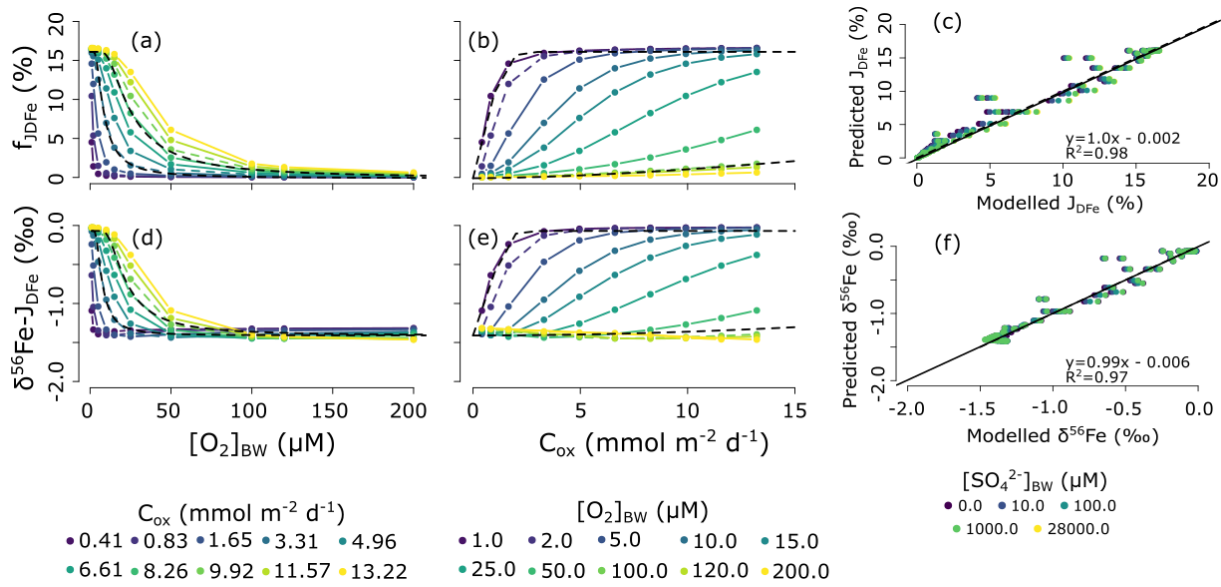 (a)
f_JDFe (%)
0 5 10 15 20
(b)
(c)
Predicted J_DFe (%)
0 5 10 15 20
y=1.0x - 0.002
R²=0.98
0 5 10 15 20
Modelled J_DFe (%)
(d)
δ⁵⁶Fe-J_DFe (‰)
-2.0 -1.0 0.0
0 50 100 150 200
[O₂]_BW (μM)
(e)
0 5 10 15
C_ox (mmol m⁻² d⁻¹)
(f)
Predicted δ⁵⁶Fe (‰)
-2.0 -1.0 0.0
y=0.99x - 0.006
R²=0.97
-2.0 -1.5 -1.0 -0.5 0.0
Modelled δ⁵⁶Fe (‰)
C_ox (mmol m⁻² d⁻¹)
0.41 0.83 1.65 3.31 4.96
6.61 8.26 9.92 11.57 13.22
[O₂]_BW (μM)
1.0 2.0 5.0 10.0 15.0
25.0 50.0 100.0 120.0 200.0
[SO₄²⁻]_BW (μM)
0.0 10.0 100.0
1000.0 28000.0